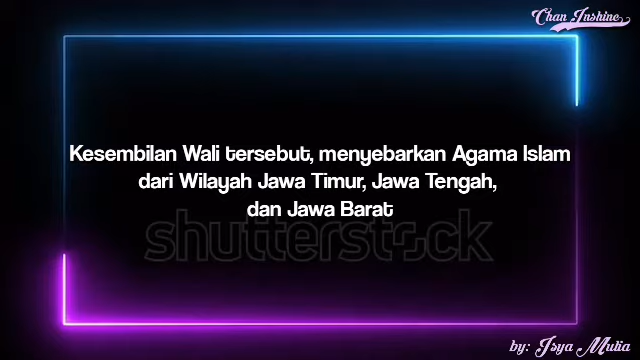 Chan Inshine
Kesembilan Wali tersebut, menyebarkan Agama Islam
dari Wilayah Jawa Timur, Jawa Tengah,
dan Jawa Barat
shutterstock
by: Isya Mulia